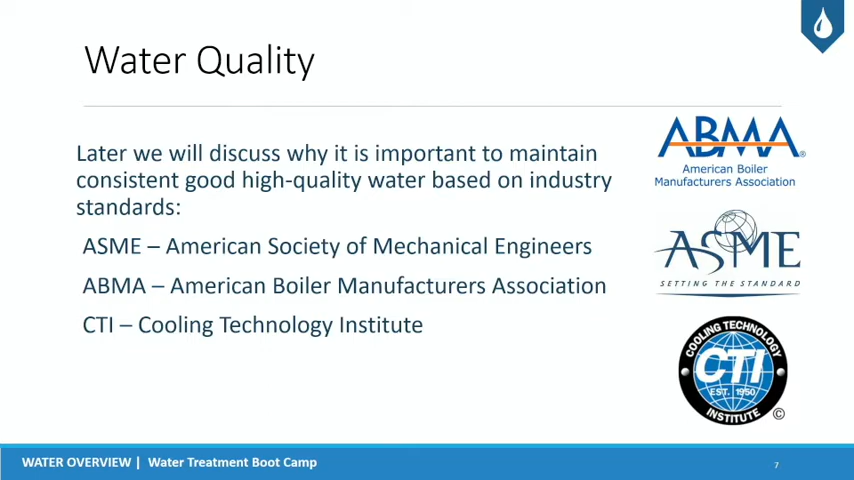 Water Quality
Later we will discuss why it is important to maintain
consistent good high-quality water based on industry
standards:
ASME – American Society of Mechanical Engineers
ABMA – American Boiler Manufacturers Association
CTI – Cooling Technology Institute
ABMA®
American Boiler
Manufacturers Association
ASME
SETTING THE STANDARD
COOLING TECHNOLOGY
CTI
EST. 1950
INSTITUTE
©
WATER OVERVIEW | Water Treatment Boot Camp
7